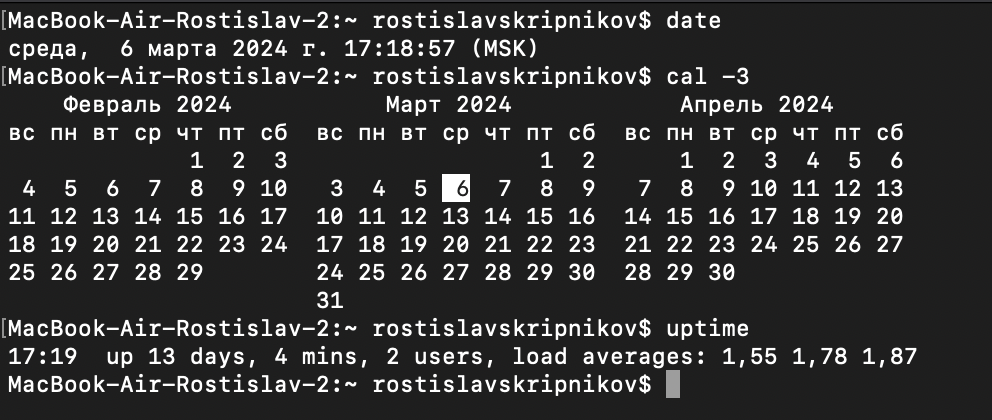 [MacBook-Air-Rostislav-2:~ rostislavskripnikov$ date
среда,  6 марта 2024 г. 17:18:57 (MSK)
[MacBook-Air-Rostislav-2:~ rostislavskripnikov$ cal -3
    Февраль 2024           Март 2024            Апрель 2024
вс пн вт ср чт пт сб  вс пн вт ср чт пт сб  вс пн вт ср чт пт сб
             1  2  3                  1  2      1  2  3  4  5  6
 4  5  6  7  8  9 10   3  4  5  6  7  8  9   7  8  9 10 11 12 13
11 12 13 14 15 16 17  10 11 12 13 14 15 16  14 15 16 17 18 19 20
18 19 20 21 22 23 24  17 18 19 20 21 22 23  21 22 23 24 25 26 27
25 26 27 28 29        24 25 26 27 28 29 30  28 29 30
                      31
[MacBook-Air-Rostislav-2:~ rostislavskripnikov$ uptime
17:19  up 13 days, 4 mins, 2 users, load averages: 1,55 1,78 1,87
MacBook-Air-Rostislav-2:~ rostislavskripnikov$